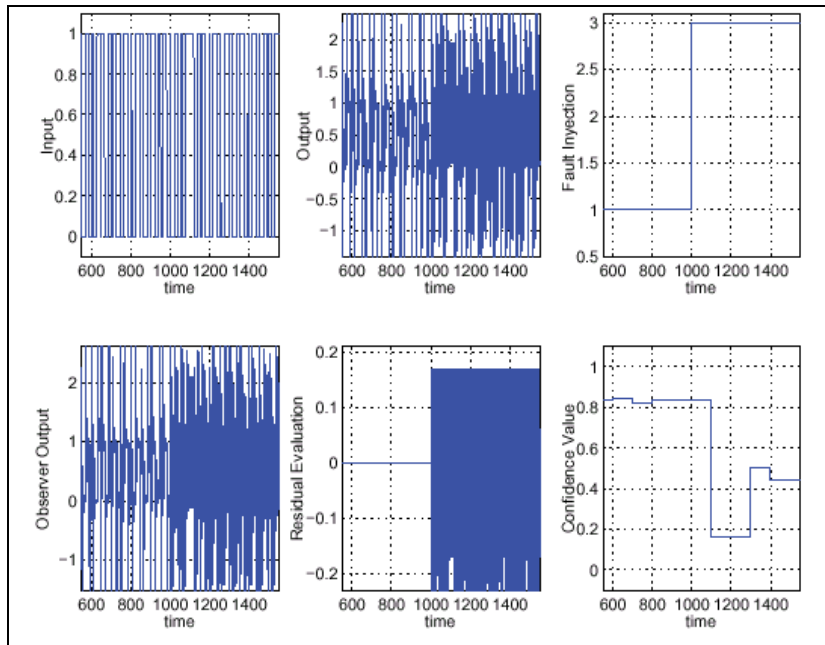 1
0.8
0.6
0.4
0.2
0
Input
600 800 1000 1200 1400
time
2
1.5
1
0.5
0
−0.5
−1
Output
600 800 1000 1200 1400
time
3
2.5
2
1.5
1
0.5
Fault Inyection
600 800 1000 1200 1400
time
2
1
0
−1
Observer Output
600 800 1000 1200 1400
time
0.2
0.1
0
−0.1
−0.2
Residual Evaluation
600 800 1000 1200 1400
time
1
0.8
0.6
0.4
0.2
0
Confidence Value
600 800 1000 1200 1400
time